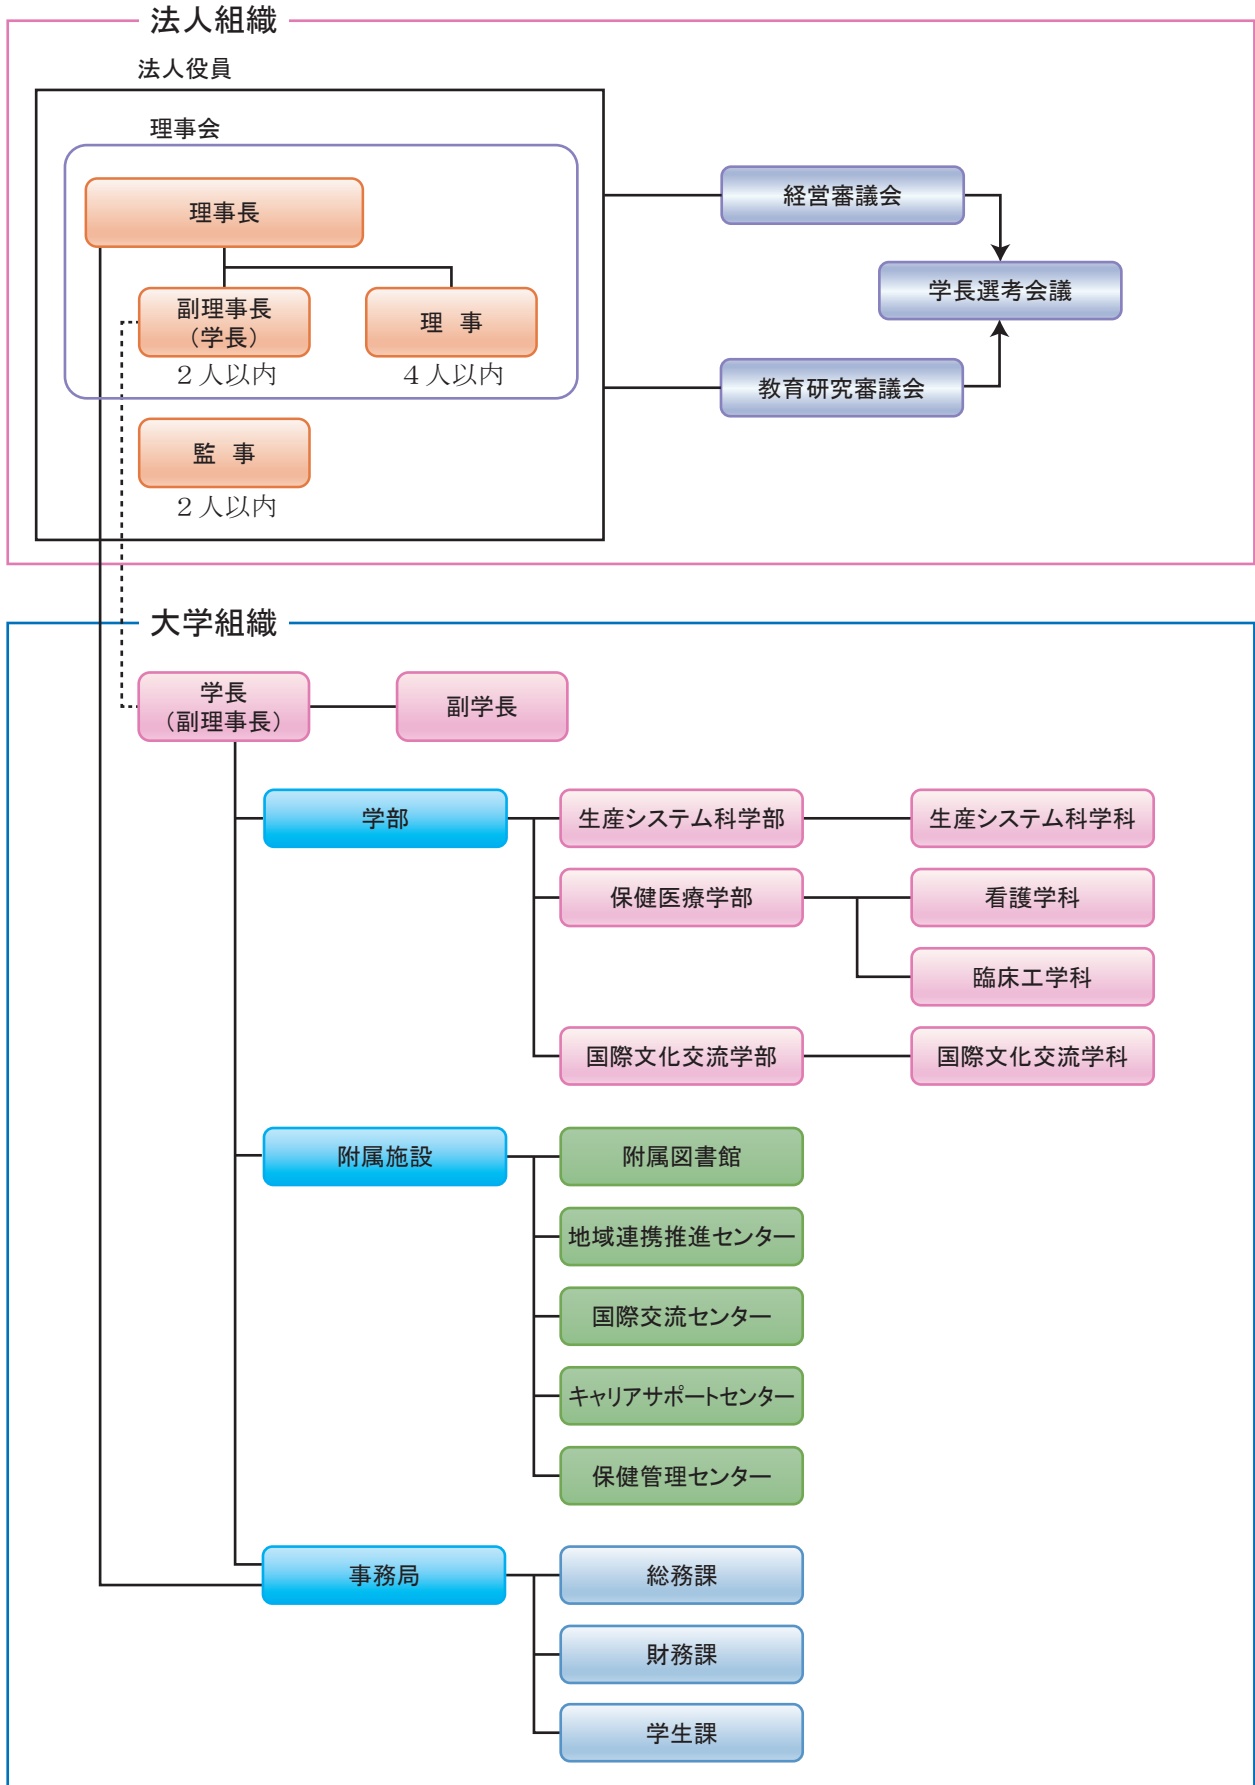 法人組織
法人役員
理事会
理事長
副理事長
（学長）
2人以内
理 事
4人以内
監 事
2人以内
経営審議会
学長選考会議
教育研究審議会
大学組織
学長
（副理事長）
副学長
学部
生産システム科学部
生産システム科学科
保健医療学部
看護学科
臨床工学科
国際文化交流学部
国際文化交流学科
附属施設
附属図書館
地域連携推進センター
国際交流センター
キャリアサポートセンター
保健管理センター
事務局
総務課
財務課
学生課